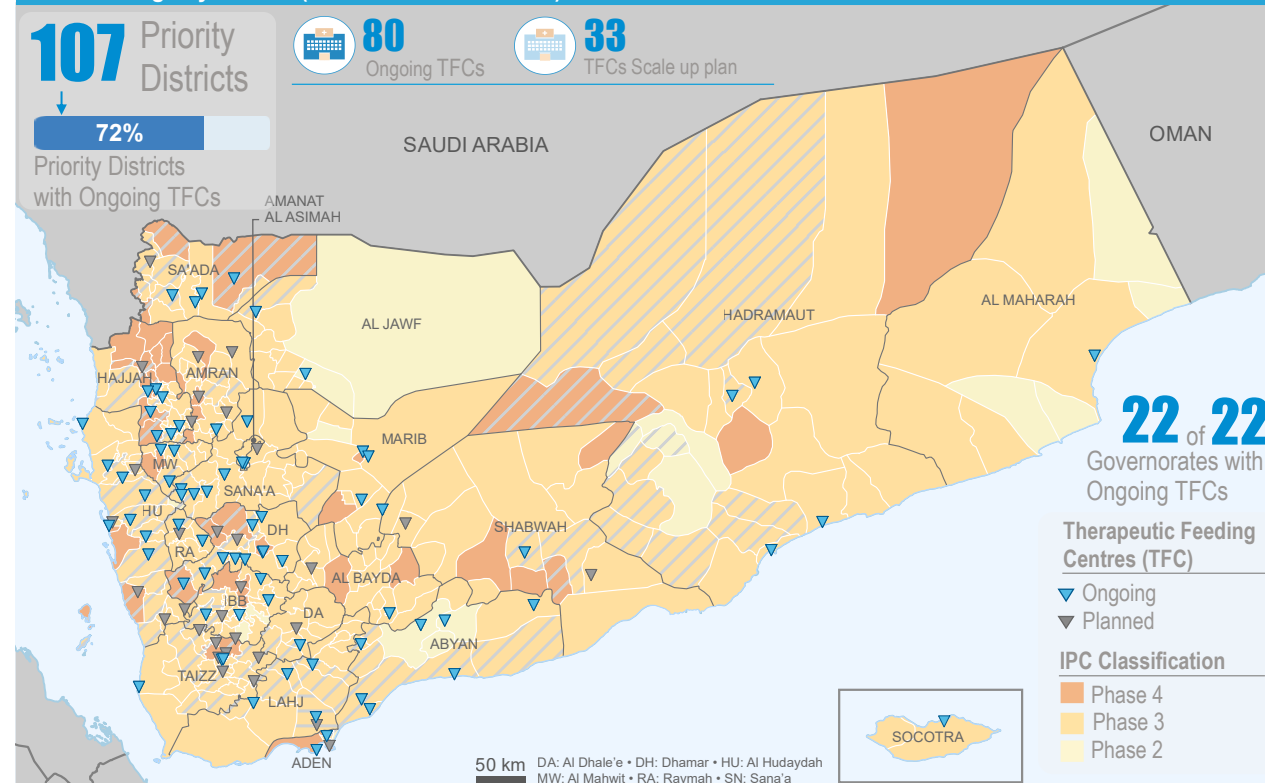 107 Priority
Districts
80
Ongoing TFCs
33
TFCs Scale up plan
72%
Priority Districts
with Ongoing TFCs
SAUDI ARABIA
OMAN
AMANAT
AL ASIMAH
SA'ADA
AL JAWF
HADRAMAUT
AL MAHARAH
HAJJAH
AMRAN
MARIB
MW
SANA'A
HU
DH
SHABWAH
RA
AL BAYDA
IBB
DA
ABYAN
TAIZZ
LAHJ
ADEN
SOCOTRA
22 of 22
Governorates with
Ongoing TFCs
Therapeutic Feeding
Centres (TFC)
Ongoing
Planned
IPC Classification
Phase 4
Phase 3
Phase 2
50 km
DA: Al Dhale'e • DH: Dhamar • HU: Al Hudaydah
MW: Al Mahwit • RA: Raymah • SN: Sana'a